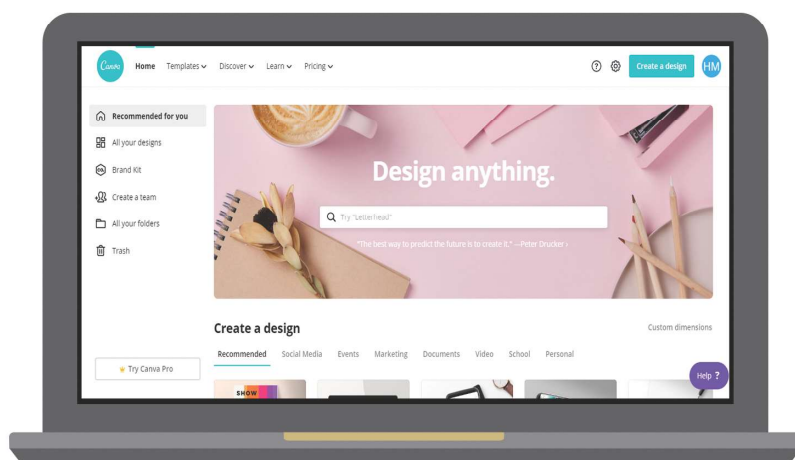 Canva
Home Templates Discover Learn Pricing
Create a design
HM
Recommended for you
All your designs
Brand Kit
Create a team
All your folders
Trash
Try Canva Pro
Design anything.
Try "Letterhead"
"The best way to predict the future is to create it." —Peter Drucker ›
Create a design
Custom dimensions
Recommended Social Media Events Marketing Documents Video School Personal
Help ?
SHOW